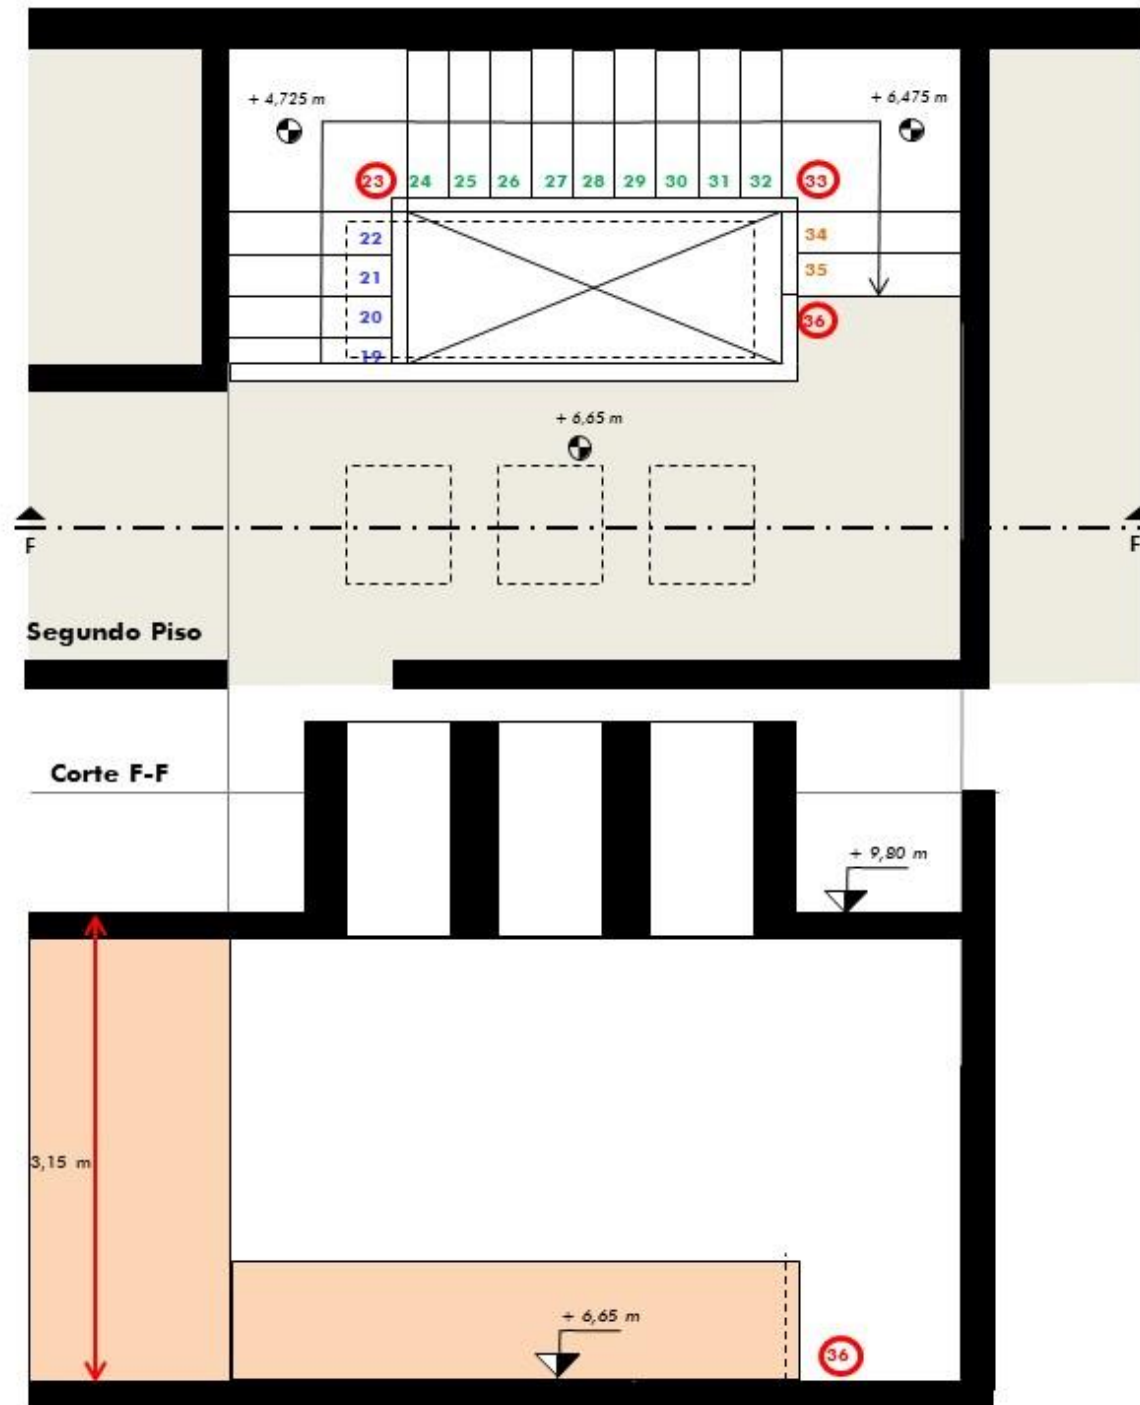 + 4,725 m
+ 6,475 m
23 24 25 26 27 28 29 30 31 32 33
22
34
21
35
20
36
19
+ 6,65 m
F
F
Segundo Piso
Corte F-F
+ 9,80 m
3,15 m
+ 6,65 m
36